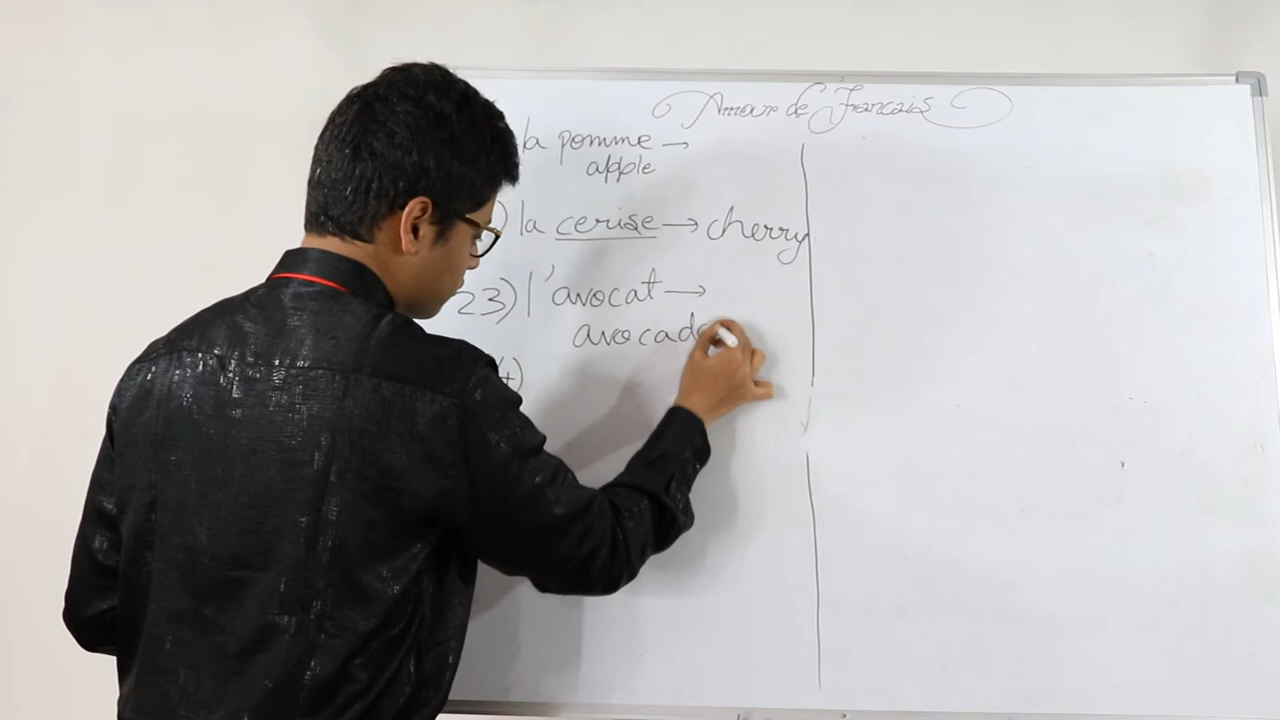 Amour de Francais
la pomme →
apple
) la cerise → cherry
23) l'avocat →
avocado
4)